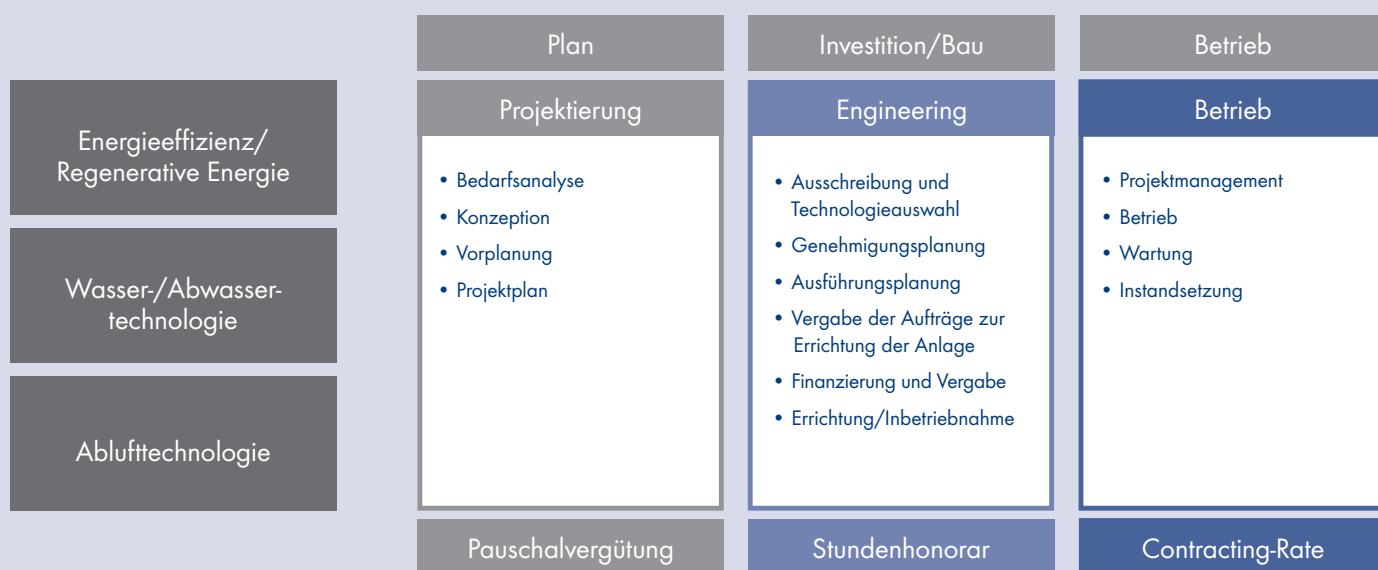 Plan
Investition/Bau
Betrieb
Energieeffizienz/
Regenerative Energie
Wasser-/Abwasser-
technologie
Ablufttechnologie
Projektierung
• Bedarfsanalyse
• Konzeption
• Vorplanung
• Projektplan
Pauschalvergütung
Engineering
• Ausschreibung und
Technologieauswahl
• Genehmigungsplanung
• Ausführungsplanung
• Vergabe der Aufträge zur
Errichtung der Anlage
• Finanzierung und Vergabe
• Errichtung/Inbetriebnahme
Stundenhonorar
Betrieb
• Projektmanagement
• Betrieb
• Wartung
• Instandsetzung
Contracting-Rate